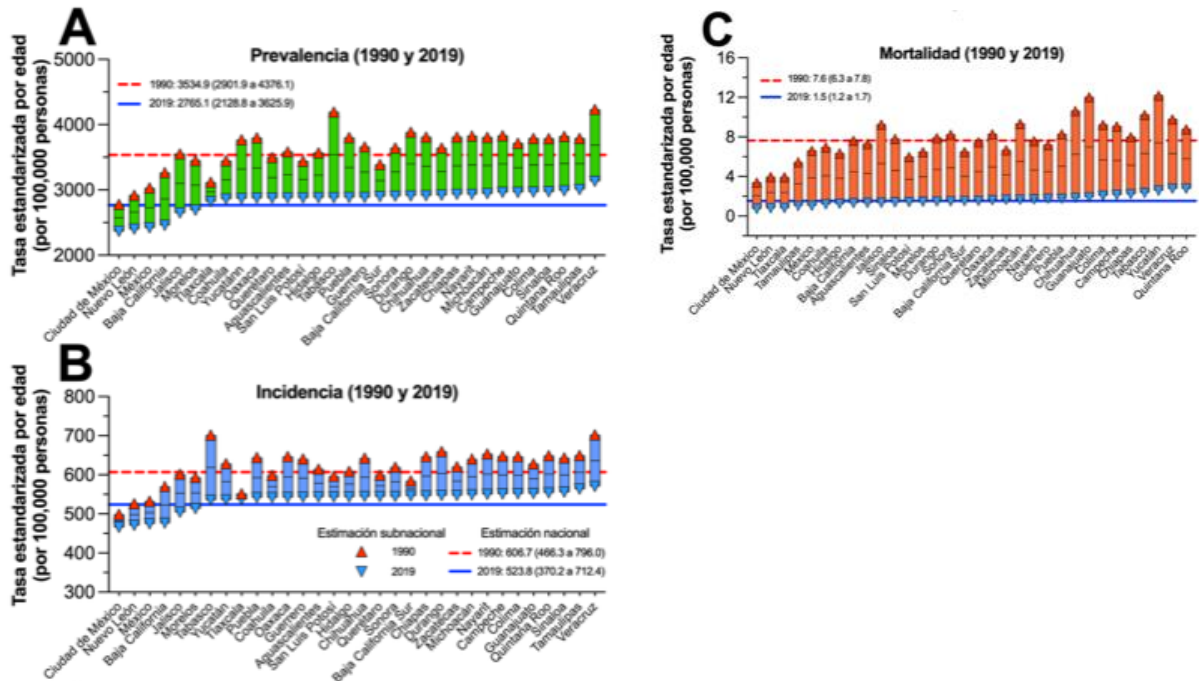 A
Prevalencia (1990 y 2019)
Tasa estandarizada por edad
(por 100,000 personas)
5000
4000
3000
2000
1990: 3534.9 (2901.9 a 4376.1)
2019: 2765.1 (2128.8 a 3625.9)
Ciudad de México
Nuevo León
México
Baja California
Jalisco
Morelos
Tlaxcala
Coahuila
Yucatánn
Oaxaca
Querétaro
Aguascalientes
San Luis Potosí
Hidalgo
Tabasco
Puebla
Guerrero
Baja California Sur
Sonora
Durango
Chihuahua
Zacatecas
Chiapas
Nayarit
Michoacán
Campeche
Guanajuato
Colima
Sinaloa
Quintana Roo
Tamaulipas
Veracruz
C
Mortalidad (1990 y 2019)
Tasa estandarizada por edad
(por 100,000 personas)
16
12
8
4
0
1990: 7.6 (6.3 a 7.8)
2019: 1.5 (1.2 a 1.7)
Ciudad de México
Nuevo León
Tlaxcala
Tamaulipas
México
Coahuila
Hidalgo
Baja California
Aguascalientes
Jalisco
Sinaloa
San Luis Potosí
Morelos
Durango
Sonora
Baja California Sur
Querétaro
Oaxaca
Zacatecas
Michoacán
Nayarit
Guerrero
Puebla
Chihuahua
Guanajuato
Colima
Campeche
Chiapas
Tabasco
Yucatán
Veracruz
Quintana Roo
B
Incidencia (1990 y 2019)
Tasa estandarizada por edad
(por 100,000 personas)
800
700
600
500
400
300
Estimación subnacional
1990
2019
Estimación nacional
1990: 606.7 (466.3 a 796.0)
2019: 523.8 (370.2 a 712.4)
Ciudad de México
Nuevo León
México
Baja California
Jalisco
Morelos
Tabasco
Yucatán
Tlaxcala
Puebla
Coahuila
Oaxaca
Guerrero
Aguascalientes
San Luis Potosí
Hidalgo
Chihuahua
Querétaro
Sonora
Baja California Sur
Chiapas
Durango
Zacatecas
Michoacán
Nayarit
Campeche
Colima
Guanajuato
Quintana Roo
Sinaloa
Tamaulipas
Veracruz